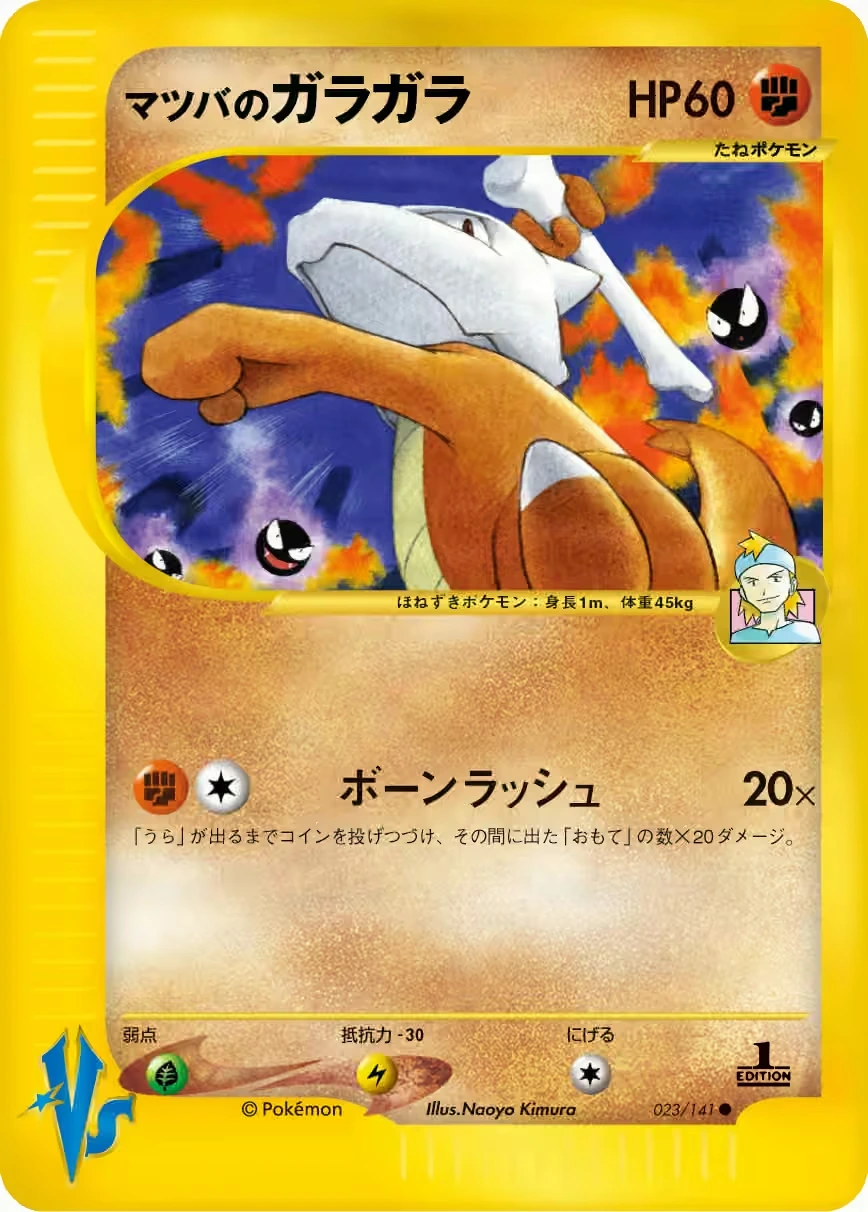 マツバのガラガラ HP60
たねポケモン
ほねずきポケモン：身長1m、体重45kg
ボーンラッシュ 20×
「うら」が出るまでコインを投げつづけ、その間に出た「おもて」の数×20ダメージ。
弱点 抵抗力 -30 にげる
1
EDITION
VS
© Pokémon Illus.Naoyo Kimura 023/141●